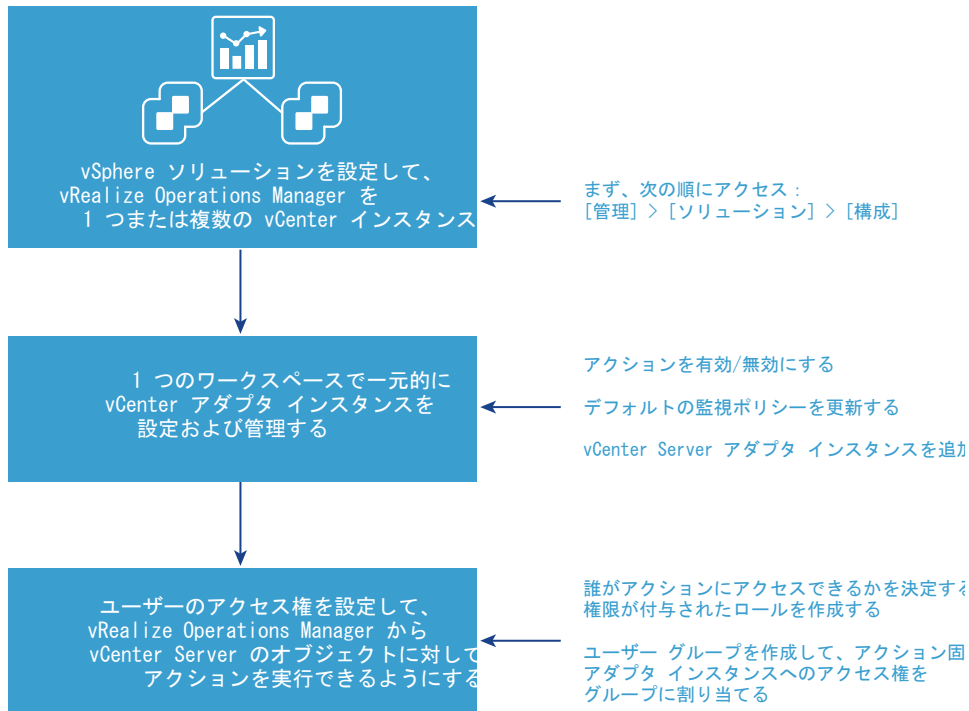 vSphere ソリューションを設定して、
vRealize Operations Manager を
1 つまたは複数の vCenter インスタンス
まず、次の順にアクセス：
[管理] > [ソリューション] > [構成]
1 つのワークスペースで一元的に
vCenter アダプタ インスタンスを
設定および管理する
アクションを有効/無効にする
デフォルトの監視ポリシーを更新する
vCenter Server アダプタ インスタンスを追加
ユーザーのアクセス権を設定して、
vRealize Operations Manager から
vCenter Server のオブジェクトに対して
アクションを実行できるようにする
誰がアクションにアクセスできるかを決定する
権限が付与されたロールを作成する
ユーザー グループを作成して、アクション固
アダプタ インスタンスへのアクセス権を
グループに割り当てる